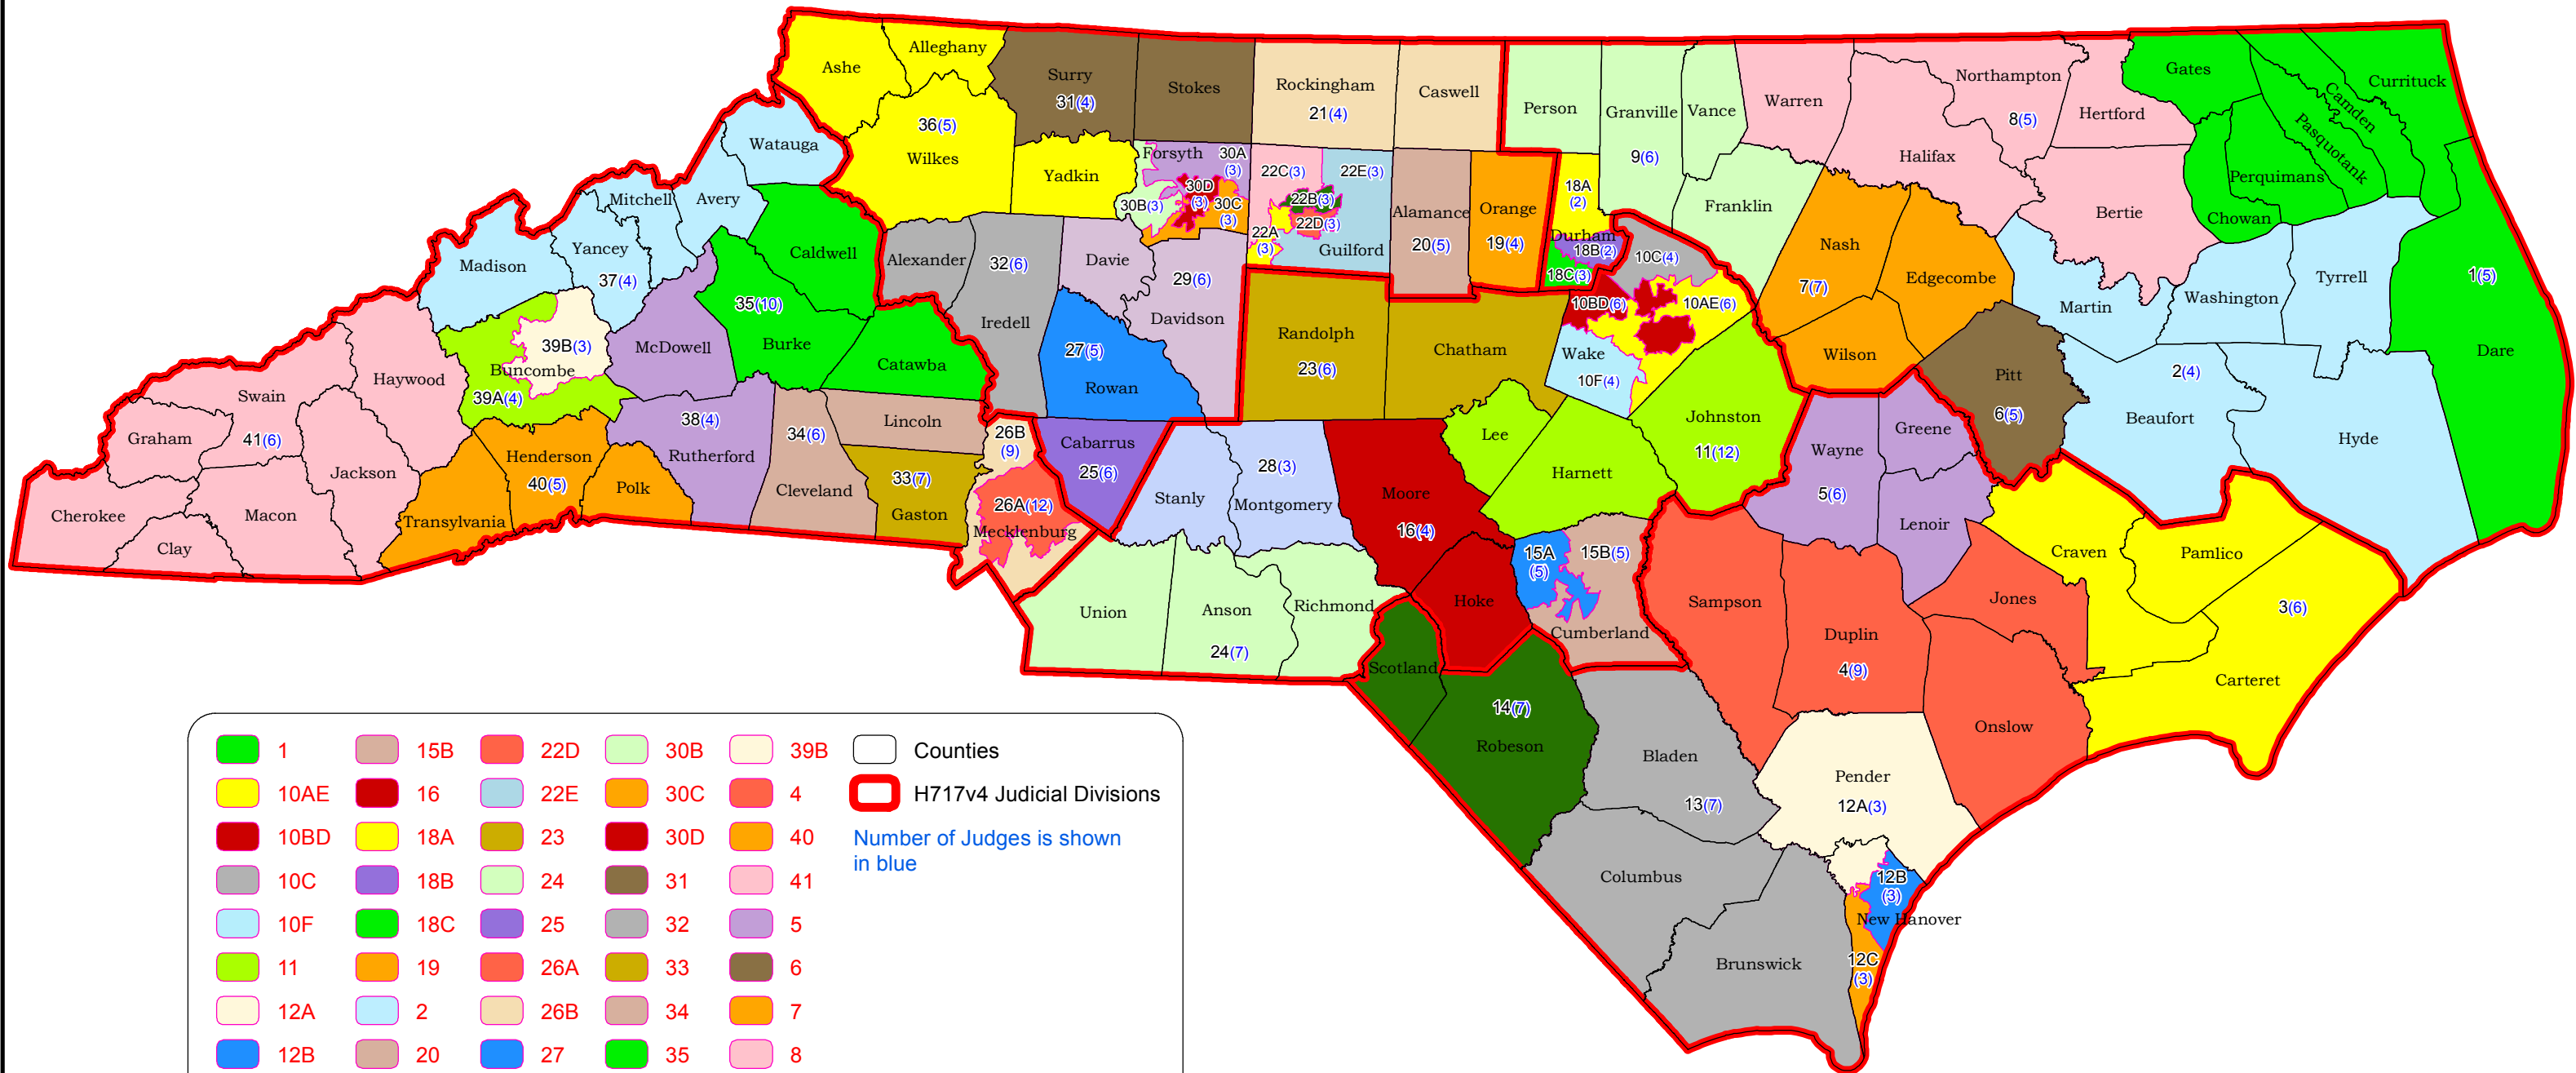 Ashe
Alleghany
36(5)
Wilkes
Surry
31(4)
Stokes
Yadkin
Rockingham
21(4)
Caswell
Person
Granville
9(6)
Vance
Franklin
Warren
Northampton
8(5)
Halifax
Hertford
Bertie
Gates
Currituck
Camden
Pasquotank
Perquimans
Chowan
1(5)
Dare
Watauga
Avery
Mitchell
Yancey
37(4)
Madison
Caldwell
35(10)
Burke
Catawba
McDowell
38(4)
Rutherford
39B(3)
Buncombe
39A(4)
Haywood
Swain
41(6)
Graham
Jackson
Cherokee
Macon
Clay
Transylvania
Henderson
40(5)
Polk
34(6)
Cleveland
Lincoln
33(7)
Gaston
Alexander
32(6)
Iredell
Davie
29(6)
Davidson
27(5)
Rowan
Forsyth
30A
(3)
30B(3)
30D
(3)
30C
(3)
22C(3)
22E(3)
22B(3)
22D(3)
22A
(3)
Guilford
Alamance
20(5)
Orange
19(4)
18A
(2)
Durham
18B(2)
18C(3)
10C(4)
10BD(6)
10AE(6)
Wake
10F(4)
Nash
7(7)
Edgecombe
Wilson
Martin
Washington
Tyrrell
2(4)
Beaufort
Hyde
Pitt
6(5)
Randolph
23(6)
Chatham
Lee
Harnett
Johnston
11(12)
Wayne
5(6)
Greene
Lenoir
26B
(9)
26A(12)
Mecklenburg
Cabarrus
25(6)
Stanly
28(3)
Montgomery
Moore
16(4)
Hoke
15A
(5)
15B(5)
Cumberland
Union
Anson
24(7)
Richmond
Scotland
14(7)
Robeson
Sampson
Duplin
4(9)
Jones
Onslow
Craven
Pamlico
3(6)
Carteret
Bladen
13(7)
Columbus
Brunswick
Pender
12A(3)
12B
(3)
New Hanover
12C
(3)
1 15B 22D 30B 39B Counties
10AE 16 22E 30C 4 H717v4 Judicial Divisions
10BD 18A 23 30D 40 Number of Judges is shown
in blue
10C 18B 24 31 41
10F 18C 25 32 5
11 19 26A 33 6
12A 2 26B 34 7
12B 20 27 35 8